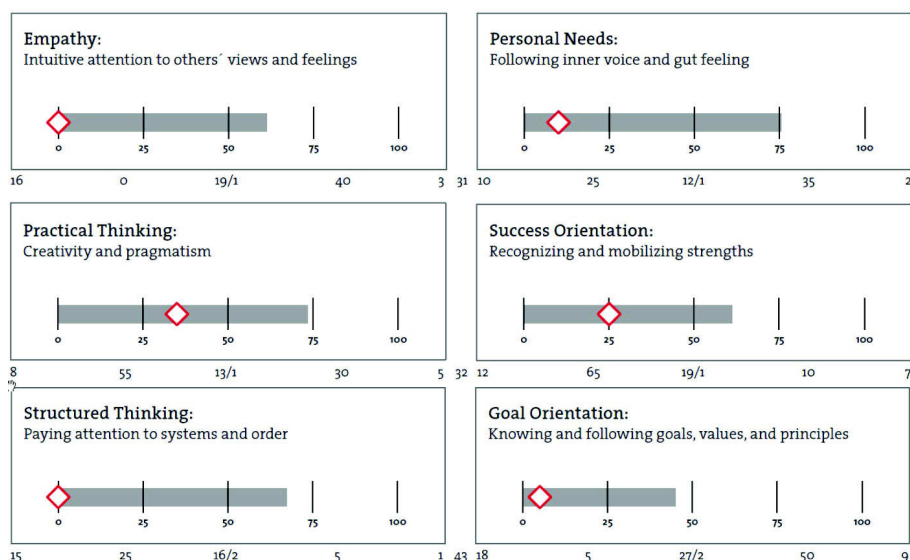 Empathy:
Intuitive attention to others´ views and feelings
0 25 50 75 100
16 0 19/1 40 3 31
Personal Needs:
Following inner voice and gut feeling
0 25 50 75 100
10 25 12/1 35 2
Practical Thinking:
Creativity and pragmatism
0 25 50 75 100
8 55 13/1 30 5 32
Success Orientation:
Recognizing and mobilizing strengths
0 25 50 75 100
12 65 19/1 10 7
Structured Thinking:
Paying attention to systems and order
0 25 50 75 100
15 25 16/2 5 1 43
Goal Orientation:
Knowing and following goals, values, and principles
0 25 50 75 100
18 5 27/2 50 9